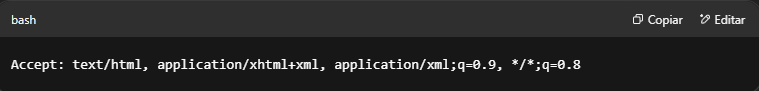 bash Copiar Editar
Accept: text/html, application/xhtml+xml, application/xml;q=0.9, */*;q=0.8